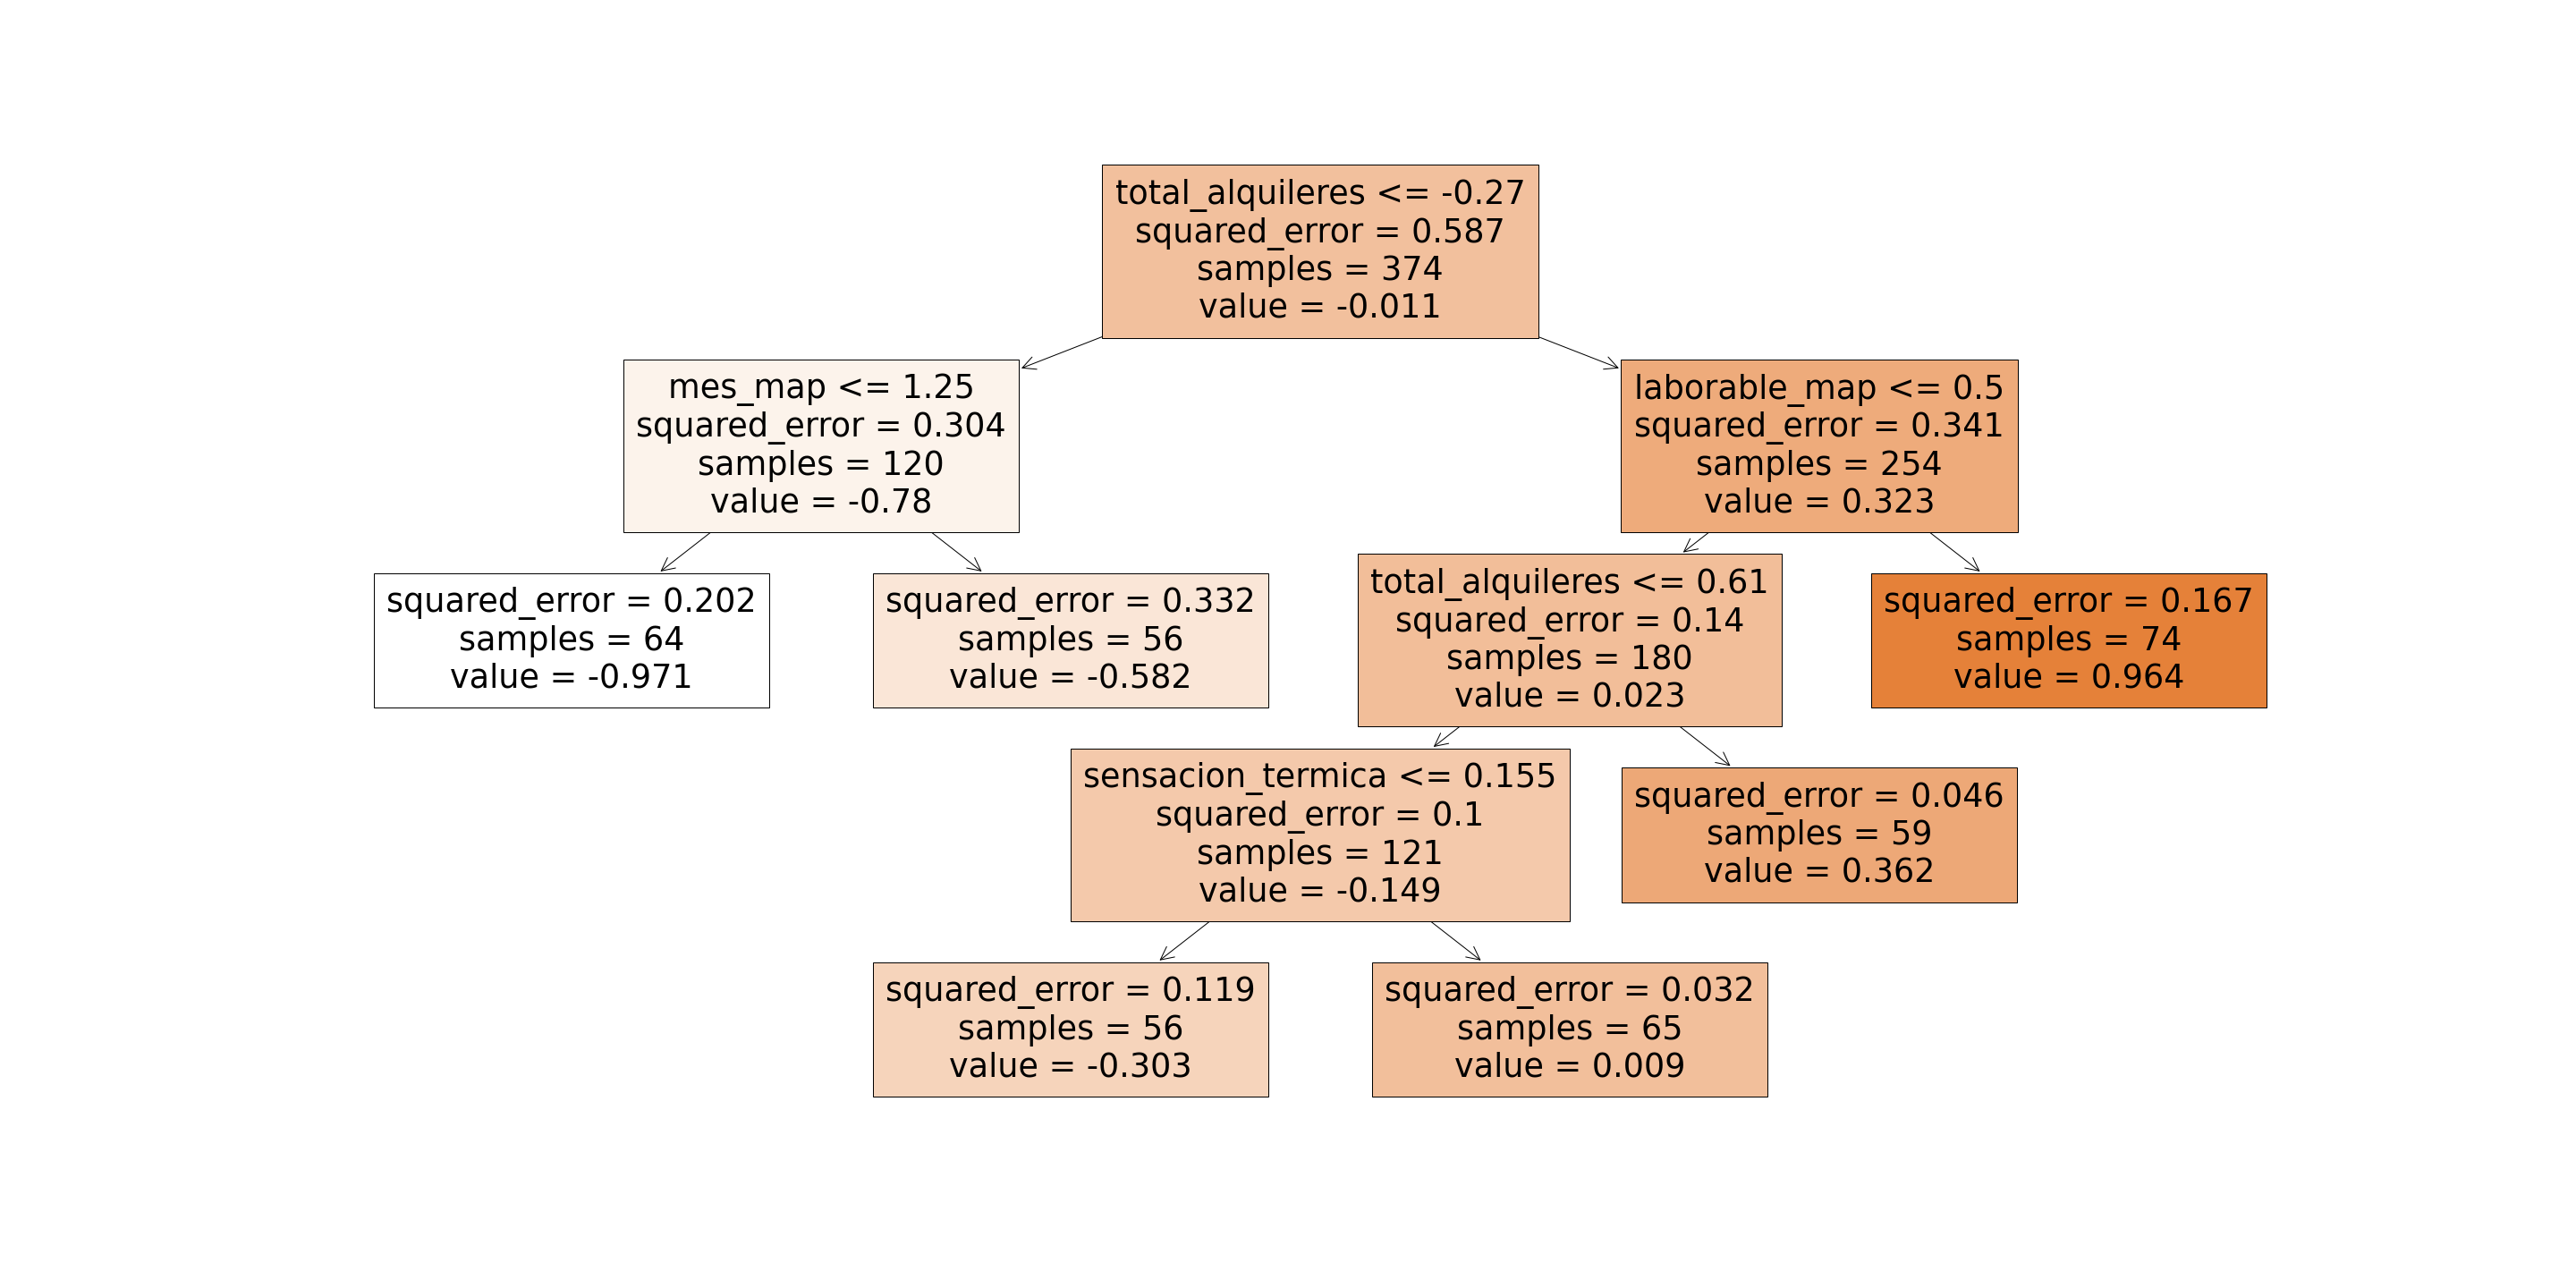 total_alquileres <= -0.27
squared_error = 0.587
samples = 374
value = -0.011
mes_map <= 1.25
squared_error = 0.304
samples = 120
value = -0.78
laborable_map <= 0.5
squared_error = 0.341
samples = 254
value = 0.323
squared_error = 0.202
samples = 64
value = -0.971
squared_error = 0.332
samples = 56
value = -0.582
total_alquileres <= 0.61
squared_error = 0.14
samples = 180
value = 0.023
squared_error = 0.167
samples = 74
value = 0.964
sensacion_termica <= 0.155
squared_error = 0.1
samples = 121
value = -0.149
squared_error = 0.046
samples = 59
value = 0.362
squared_error = 0.119
samples = 56
value = -0.303
squared_error = 0.032
samples = 65
value = 0.009